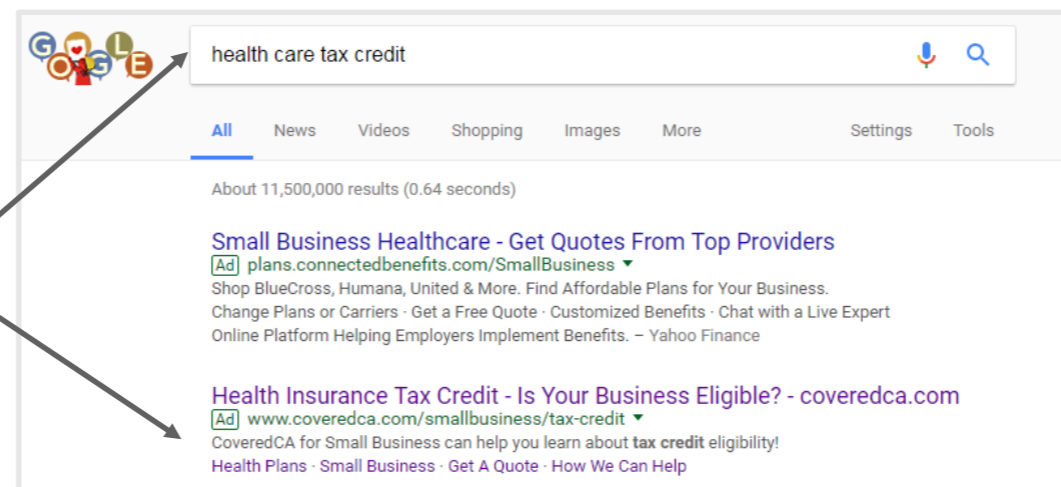 GOOGLE
health care tax credit
All News Videos Shopping Images More Settings Tools
About 11,500,000 results (0.64 seconds)
Small Business Healthcare - Get Quotes From Top Providers
Ad plans.connectedbenefits.com/SmallBusiness
Shop BlueCross, Humana, United & More. Find Affordable Plans for Your Business.
Change Plans or Carriers · Get a Free Quote · Customized Benefits · Chat with a Live Expert
Online Platform Helping Employers Implement Benefits. – Yahoo Finance
Health Insurance Tax Credit - Is Your Business Eligible? - coveredca.com
Ad www.coveredca.com/smallbusiness/tax-credit
CoveredCA for Small Business can help you learn about tax credit eligibility!
Health Plans · Small Business · Get A Quote · How We Can Help